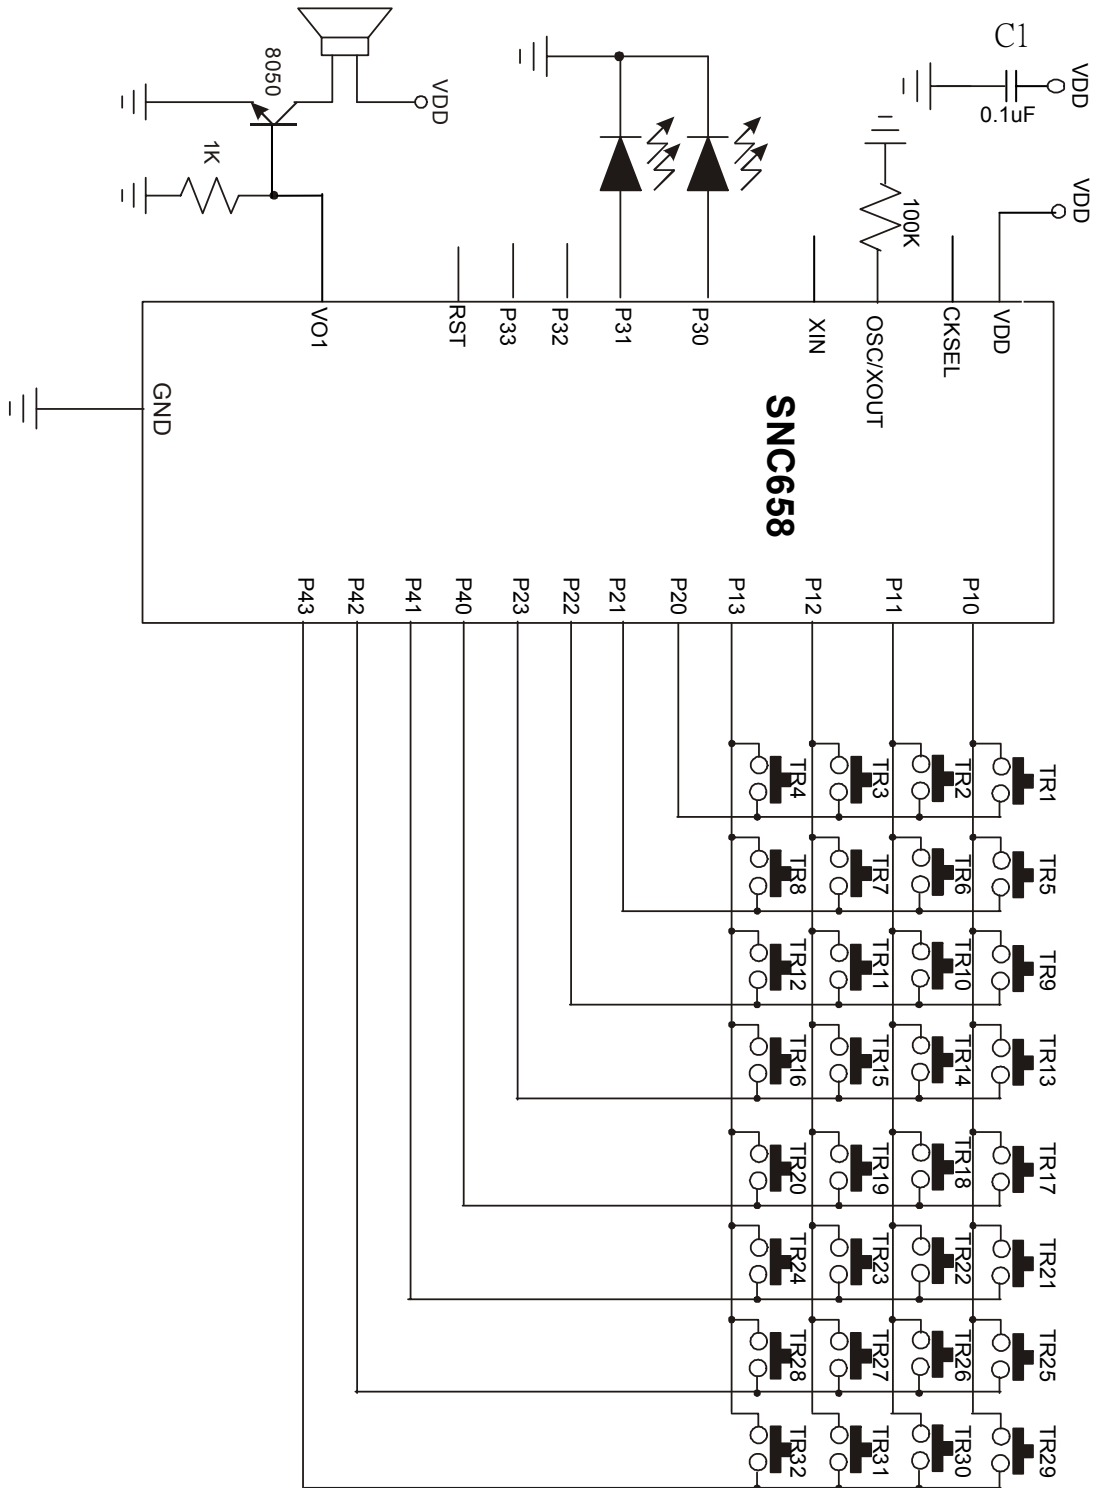 C1
VDD
0.1uF
VDD
8050
VDD
1K
100K
VO1
RST
P33
P32
P31
P30
XIN
OSC/XOUT
CKSEL
VDD
GND
SNC658
P43
P42
P41
P40
P23
P22
P21
P20
P13
P12
P11
P10
TR4
TR3
TR2
TR1
TR8
TR7
TR6
TR5
TR12
TR11
TR10
TR9
TR16
TR15
TR14
TR13
TR20
TR19
TR18
TR17
TR24
TR23
TR22
TR21
TR28
TR27
TR26
TR25
TR32
TR31
TR30
TR29